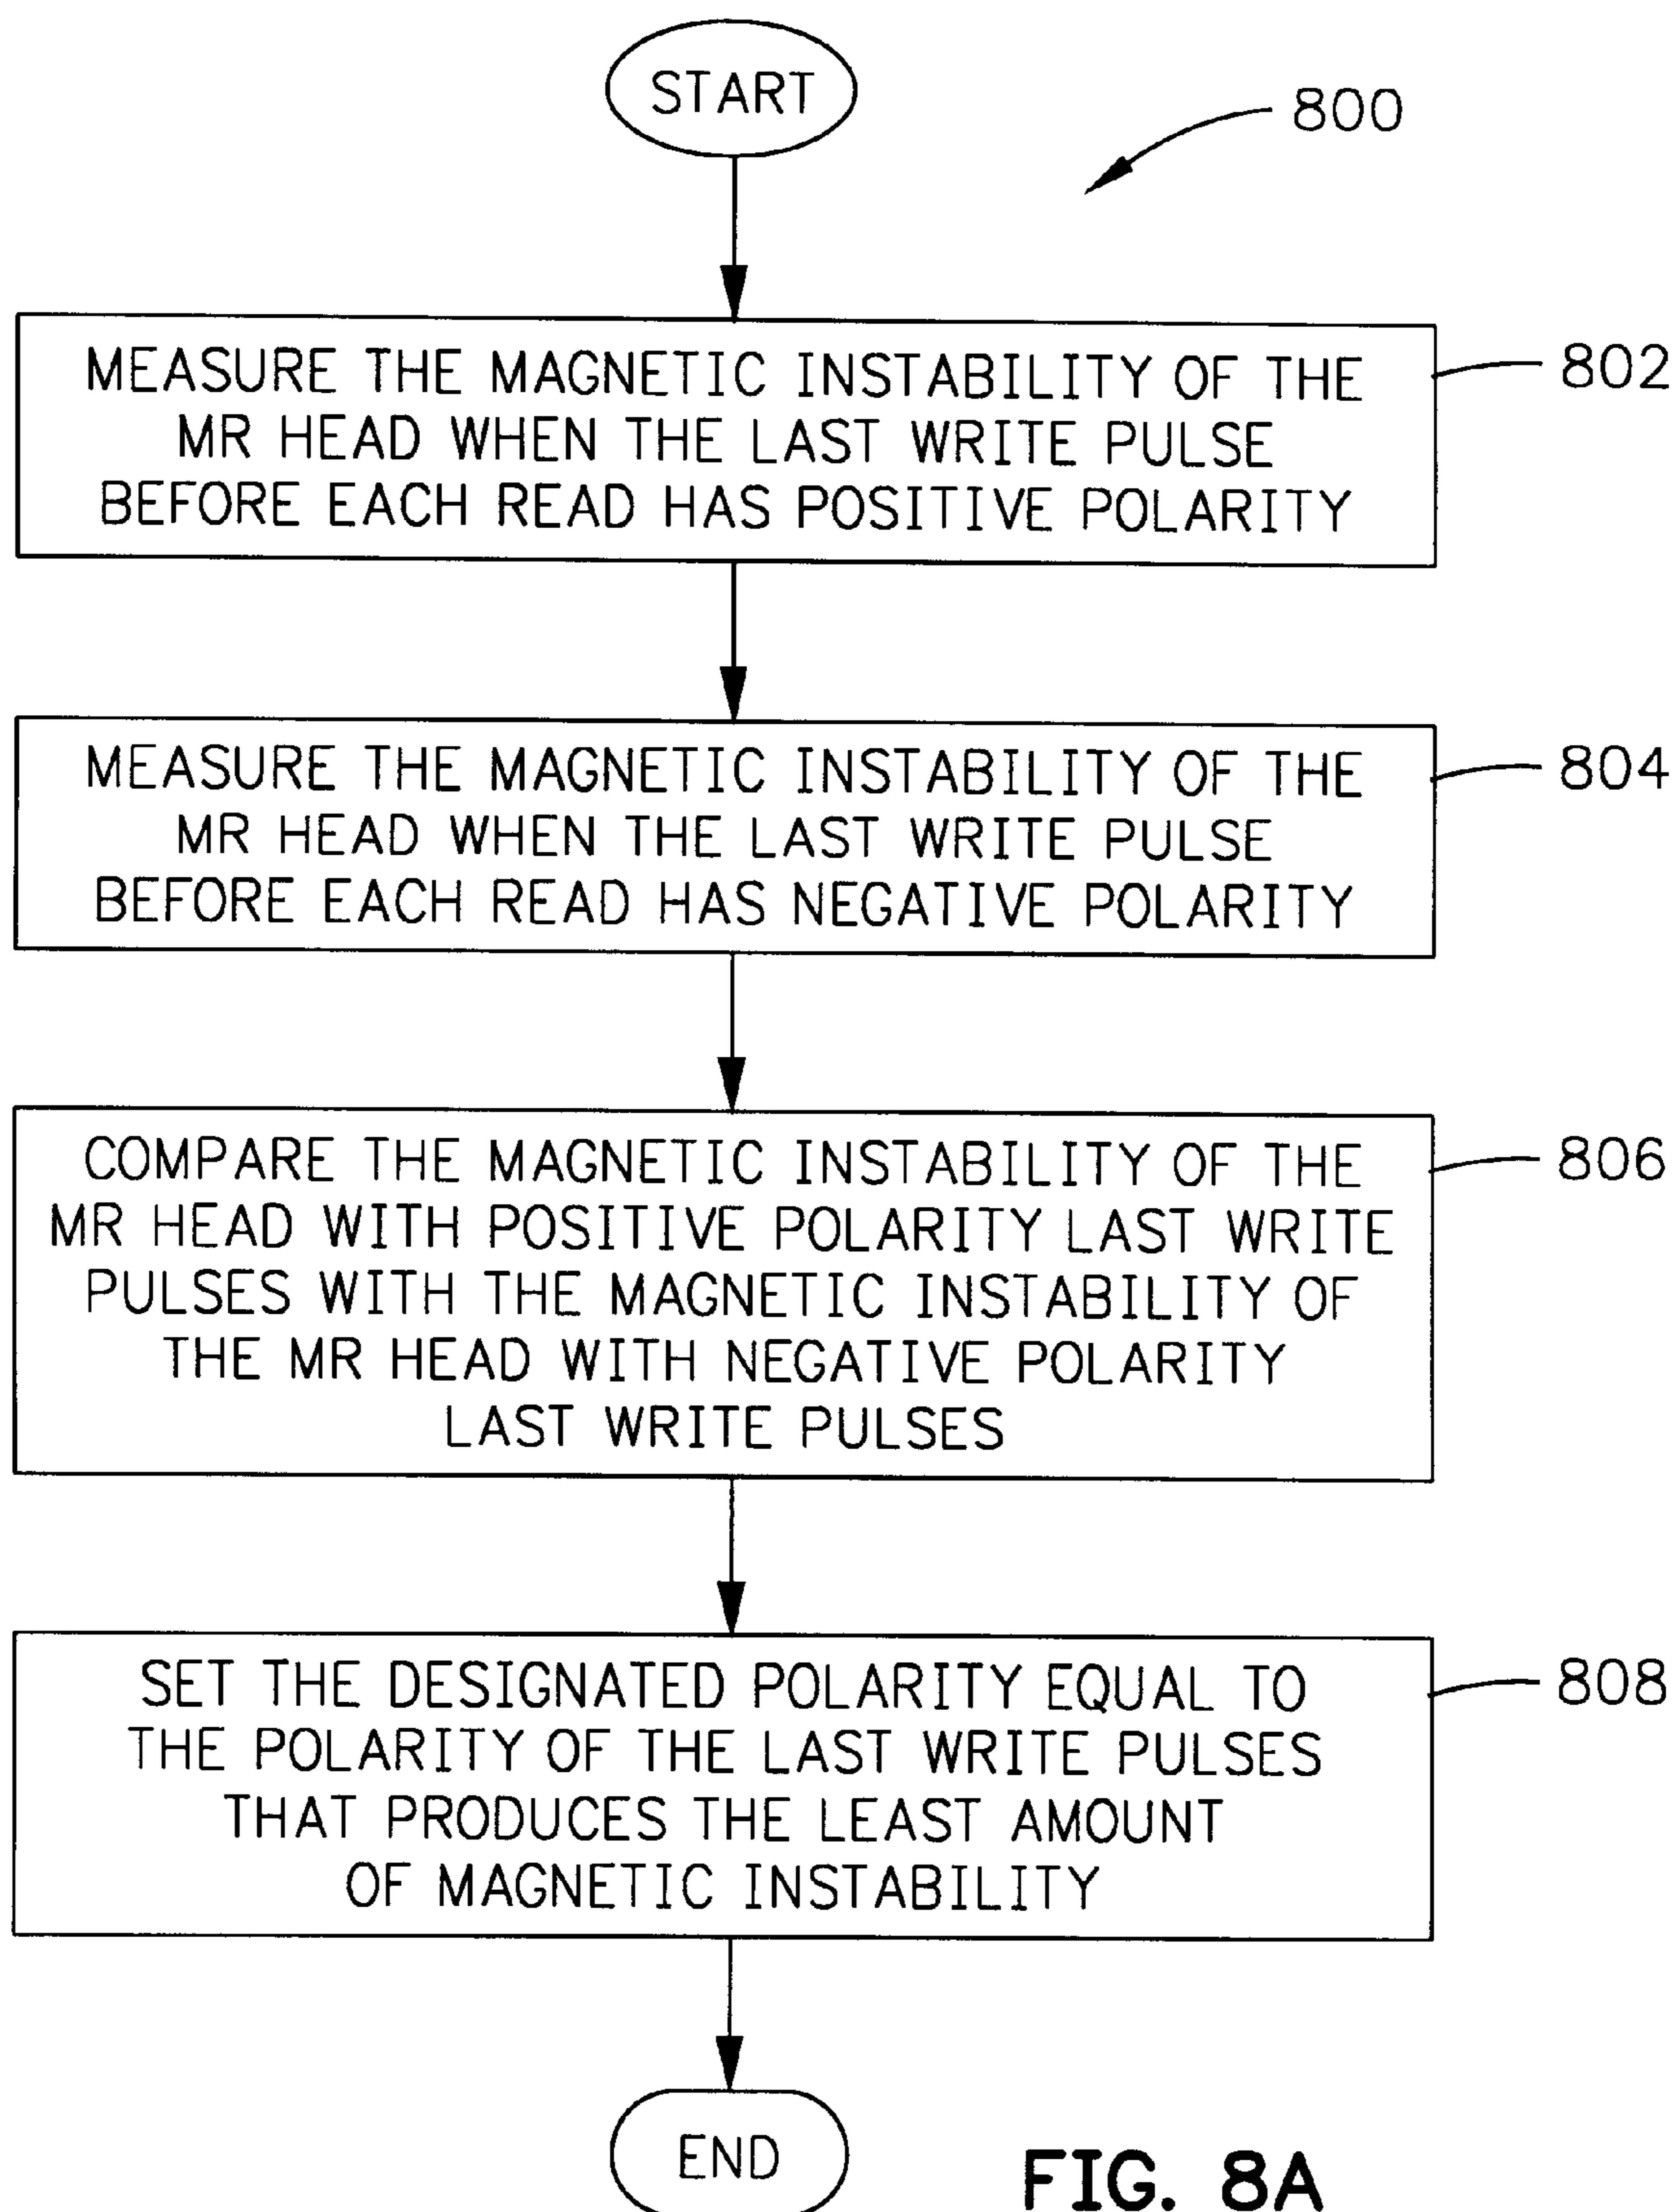 START
800
MEASURE THE MAGNETIC INSTABILITY OF THE
MR HEAD WHEN THE LAST WRITE PULSE
BEFORE EACH READ HAS POSITIVE POLARITY
802
MEASURE THE MAGNETIC INSTABILITY OF THE
MR HEAD WHEN THE LAST WRITE PULSE
BEFORE EACH READ HAS NEGATIVE POLARITY
804
COMPARE THE MAGNETIC INSTABILITY OF THE
MR HEAD WITH POSITIVE POLARITY LAST WRITE
PULSES WITH THE MAGNETIC INSTABILITY OF
THE MR HEAD WITH NEGATIVE POLARITY
LAST WRITE PULSES
806
SET THE DESIGNATED POLARITY EQUAL TO
THE POLARITY OF THE LAST WRITE PULSES
THAT PRODUCES THE LEAST AMOUNT
OF MAGNETIC INSTABILITY
808
END
FIG. 8A